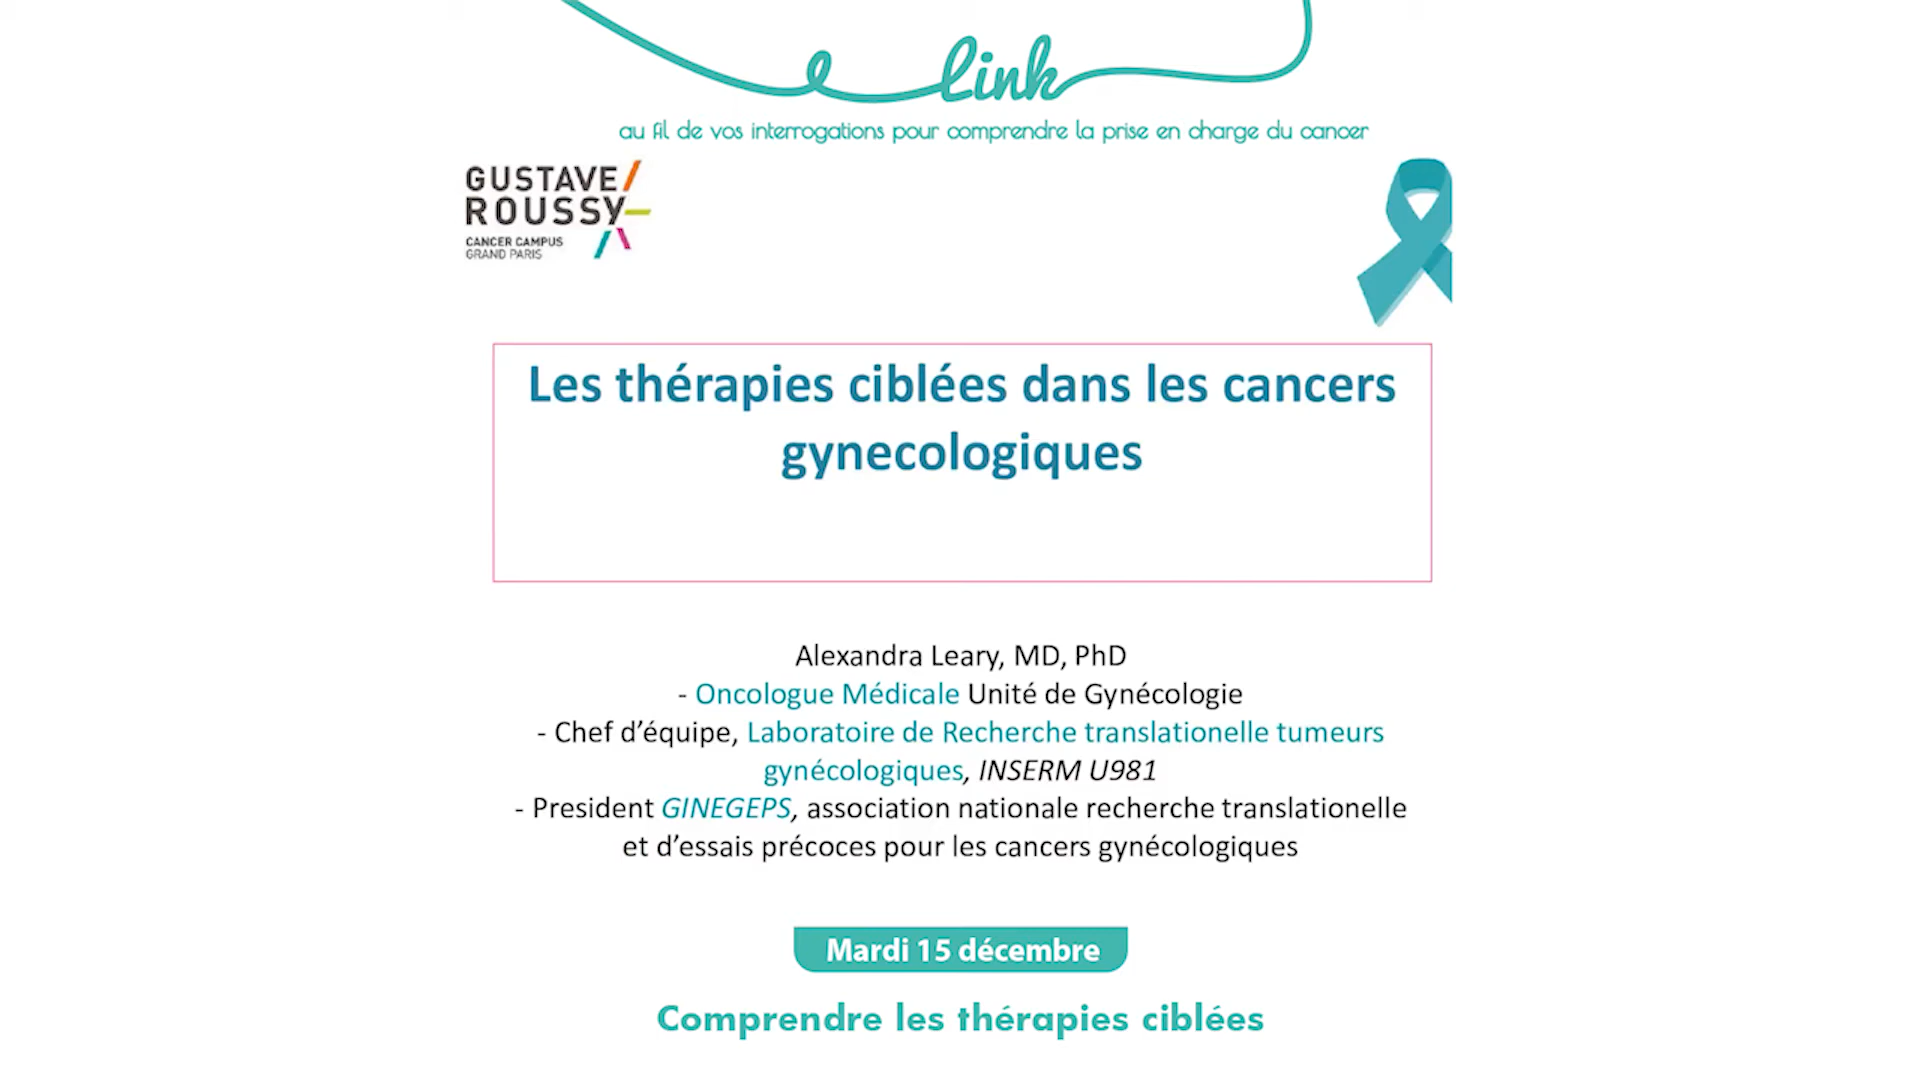 e link
au fil de vos interrogations pour comprendre la prise en charge du cancer
GUSTAVE
ROUSSY
CANCER CAMPUS
GRAND PARIS
Les thérapies ciblées dans les cancers
gynecologiques
Alexandra Leary, MD, PhD
- Oncologue Médicale Unité de Gynécologie
- Chef d’équipe, Laboratoire de Recherche translationelle tumeurs
gynécologiques, INSERM U981
- President GINEGEPS, association nationale recherche translationelle
et d’essais précoces pour les cancers gynécologiques
Mardi 15 décembre
Comprendre les thérapies ciblées